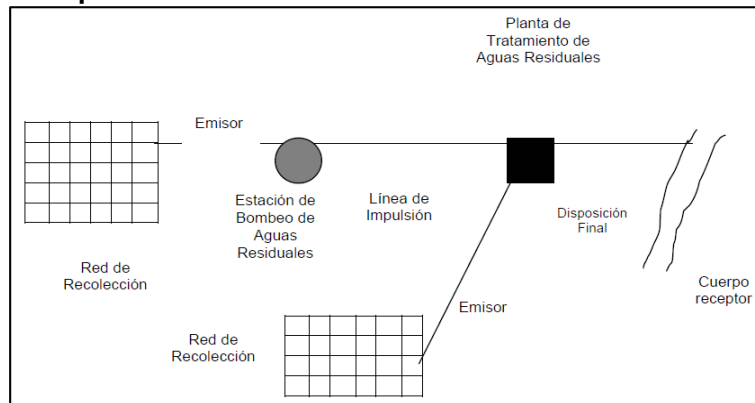 Planta de
Tratamiento de
Aguas Residuales
Emisor
Estación de
Bombeo de
Aguas
Residuales
Línea de
Impulsión
Disposición
Final
Red de
Recolección
Cuerpo
receptor
Emisor
Red de
Recolección